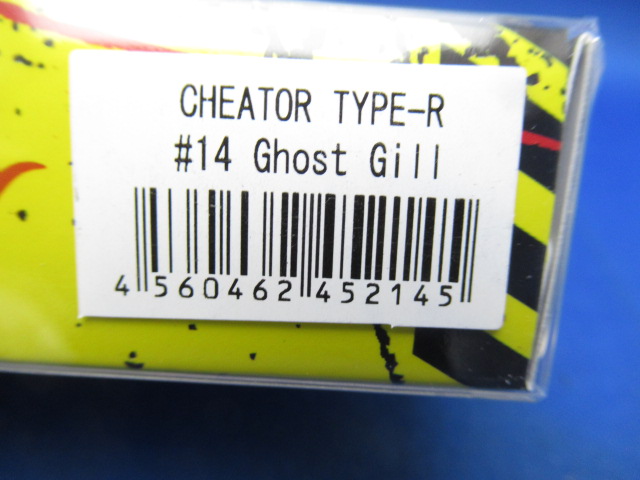 CHEATOR TYPE-R
#14 Ghost Gill
4 560462 452145